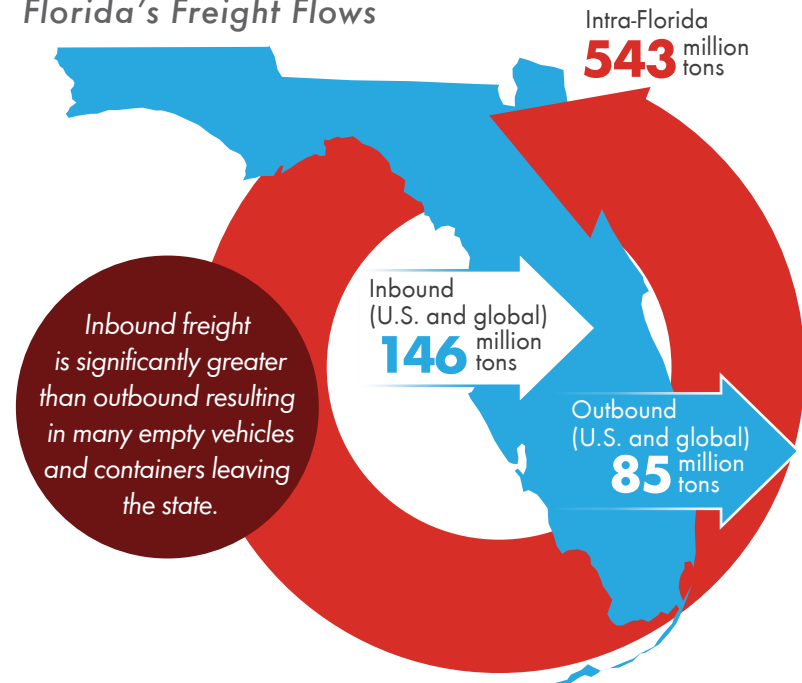 Florida's Freight Flows
Intra-Florida
543 million tons
Inbound
(U.S. and global)
146 million tons
Outbound
(U.S. and global)
85 million tons
Inbound freight
is significantly greater
than outbound resulting
in many empty vehicles
and containers leaving
the state.